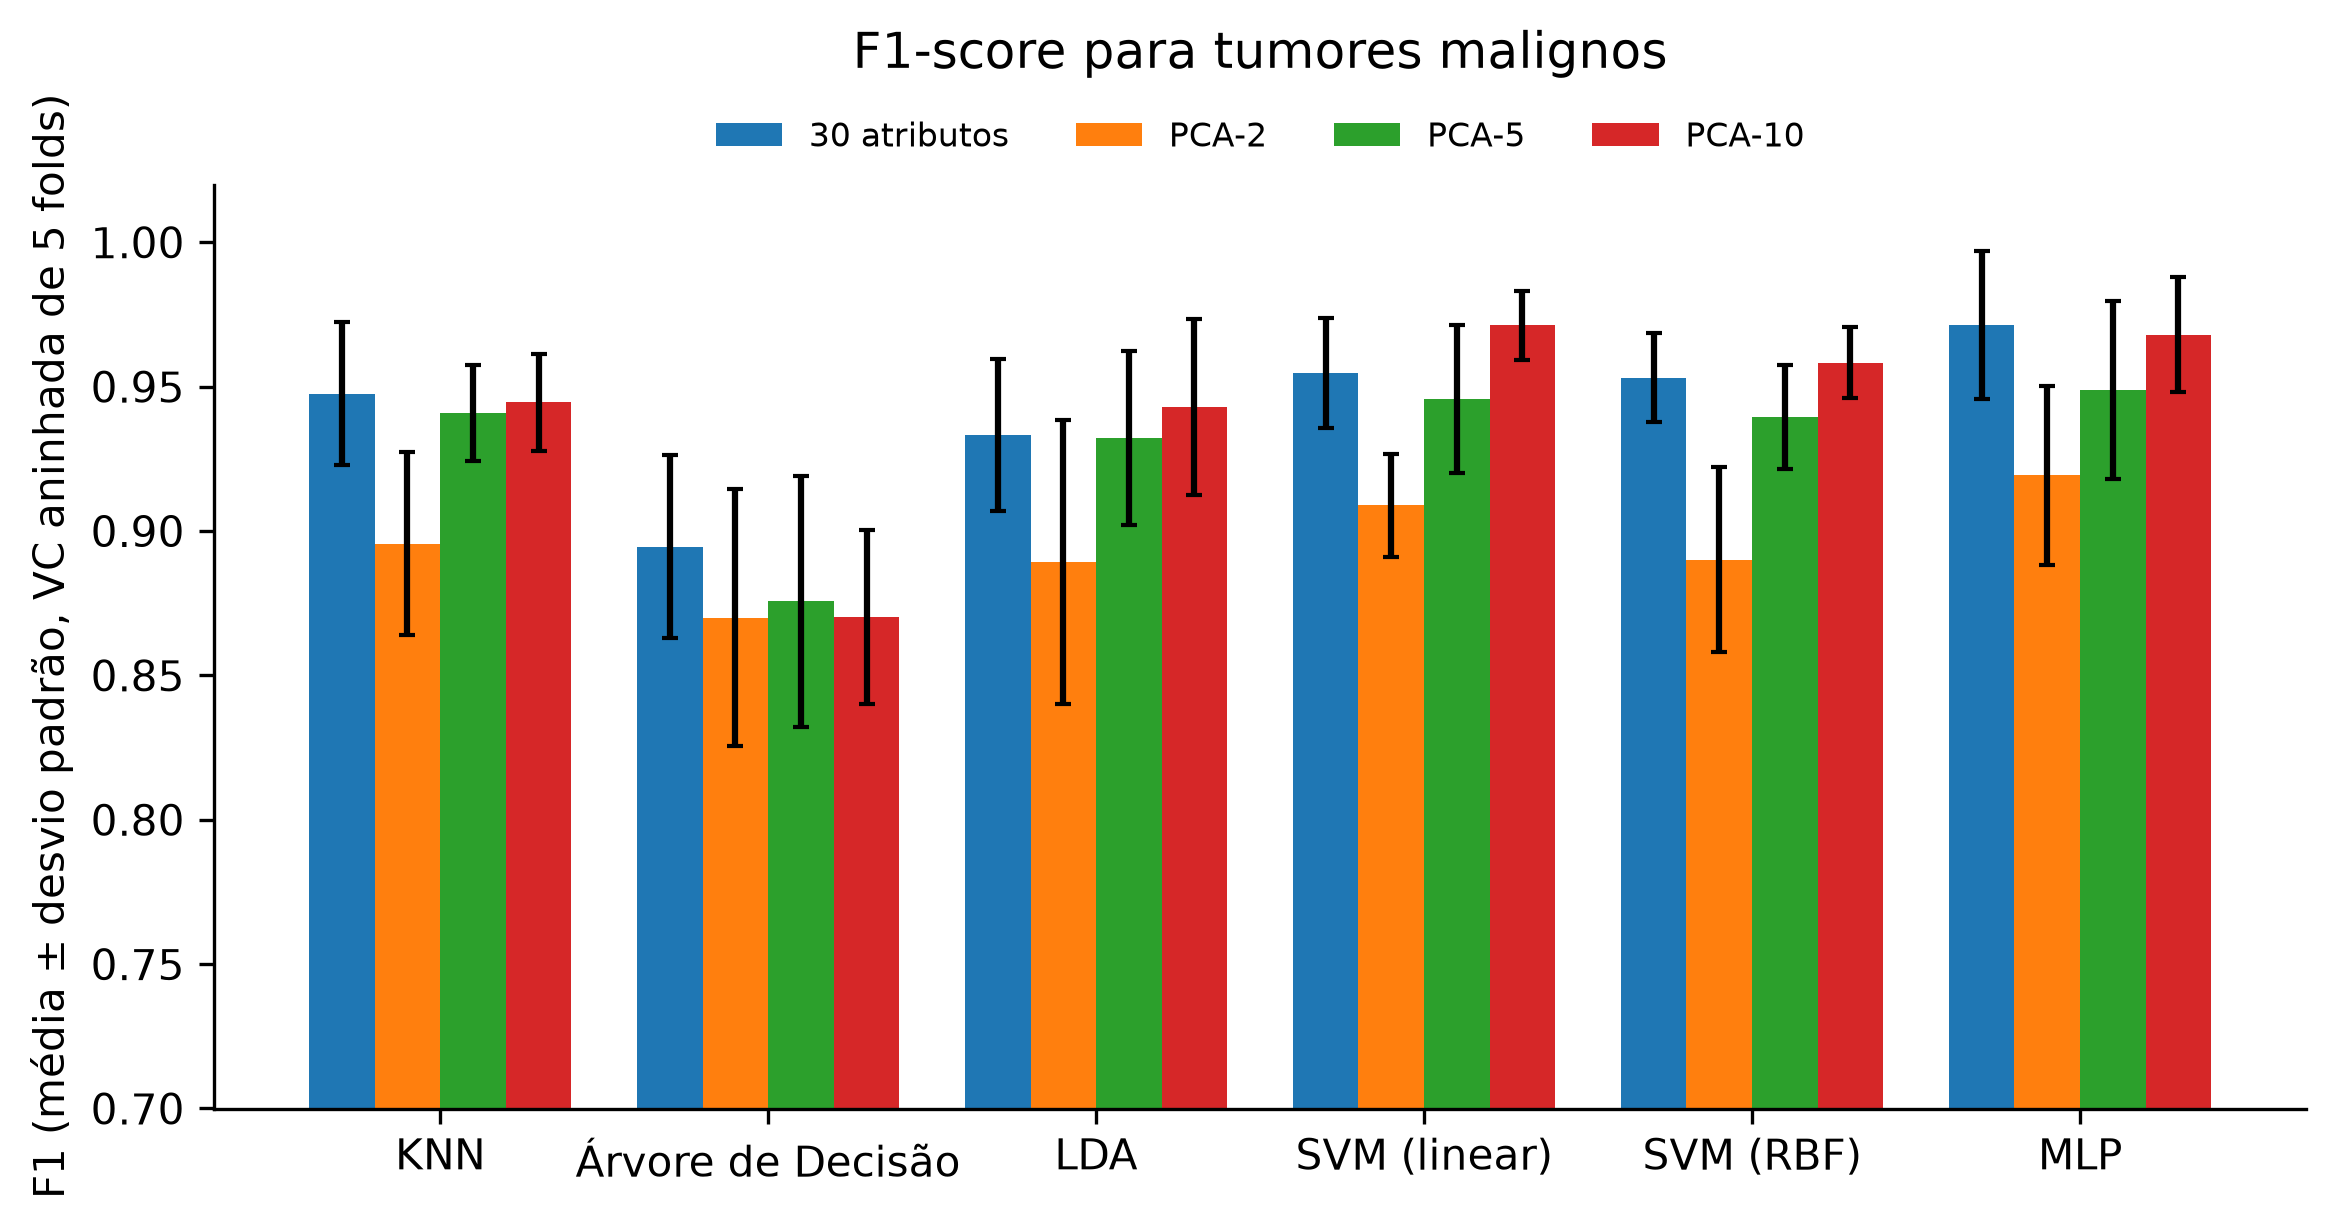 F1-score para tumores malignos
30 atributos PCA-2 PCA-5 PCA-10
F1 (média ± desvio padrão, VC aninhada de 5 folds)
1.00
0.95
0.90
0.85
0.80
0.75
0.70
KNN Árvore de Decisão LDA SVM (linear) SVM (RBF) MLP